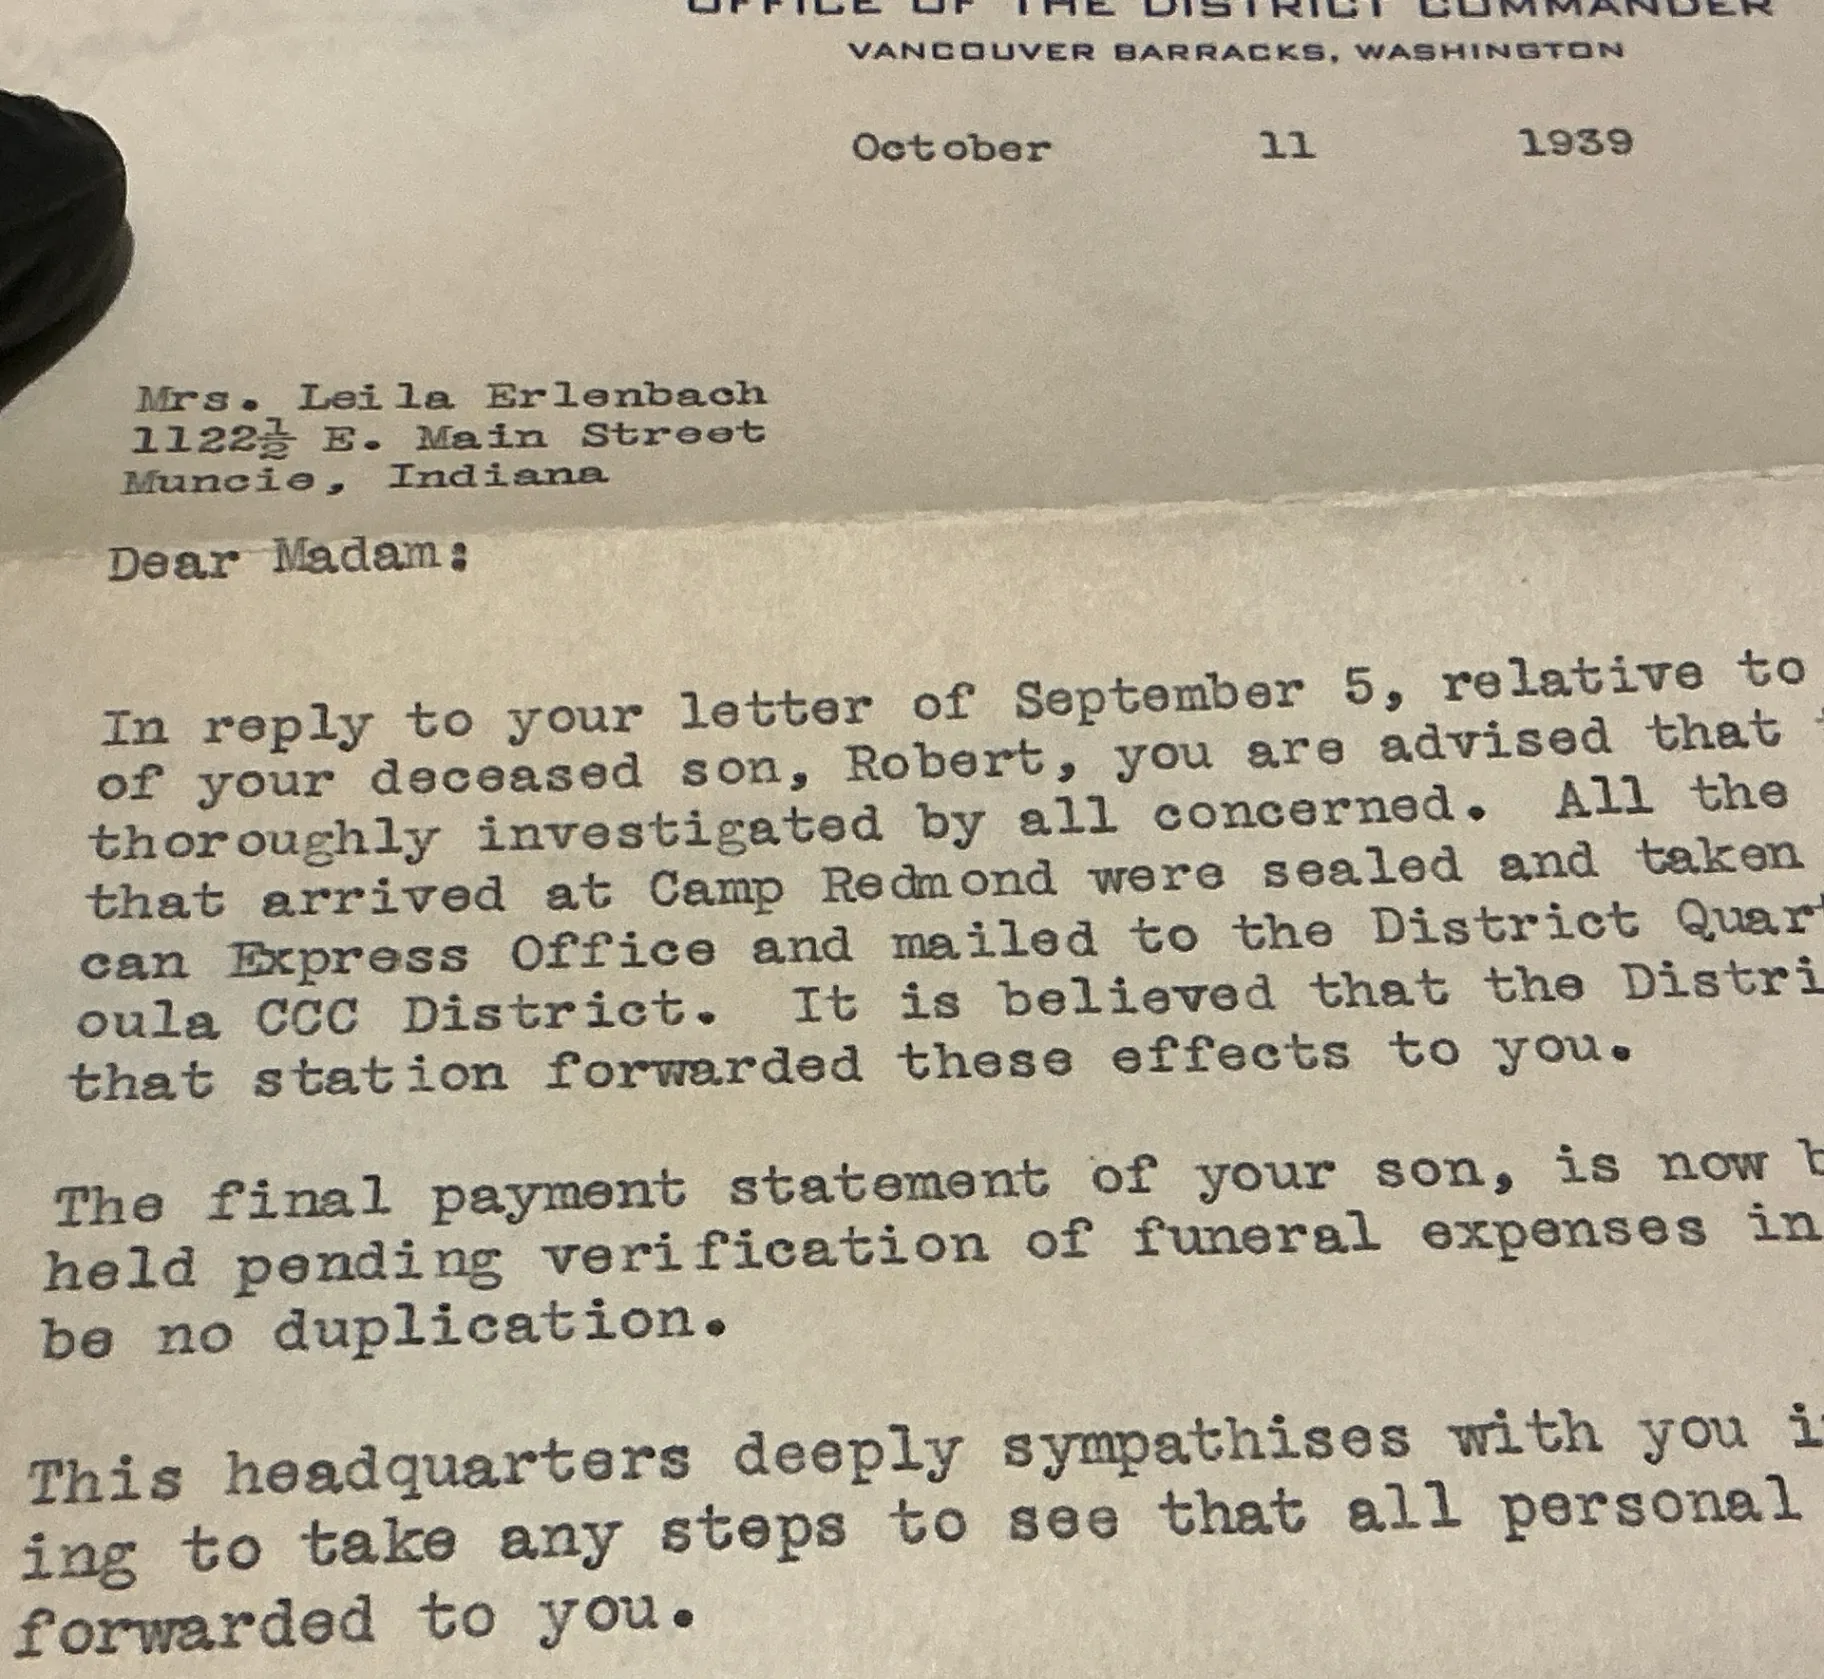 OFFICE OF THE DISTRICT COMMANDER
VANCOUVER BARRACKS, WASHINGTON
October 11 1939
Mrs. Leila Erlenbach
1122½ E. Main Street
Muncie, Indiana
Dear Madam:
In reply to your letter of September 5, relative to
of your deceased son, Robert, you are advised that
thoroughly investigated by all concerned. All the
that arrived at Camp Redmond were sealed and taken
can Express Office and mailed to the District Quart
oula CCC District. It is believed that the Distri
that station forwarded these effects to you.
The final payment statement of your son, is now b
held pending verification of funeral expenses in
be no duplication.
This headquarters deeply sympathises with you i
ing to take any steps to see that all personal
forwarded to you.